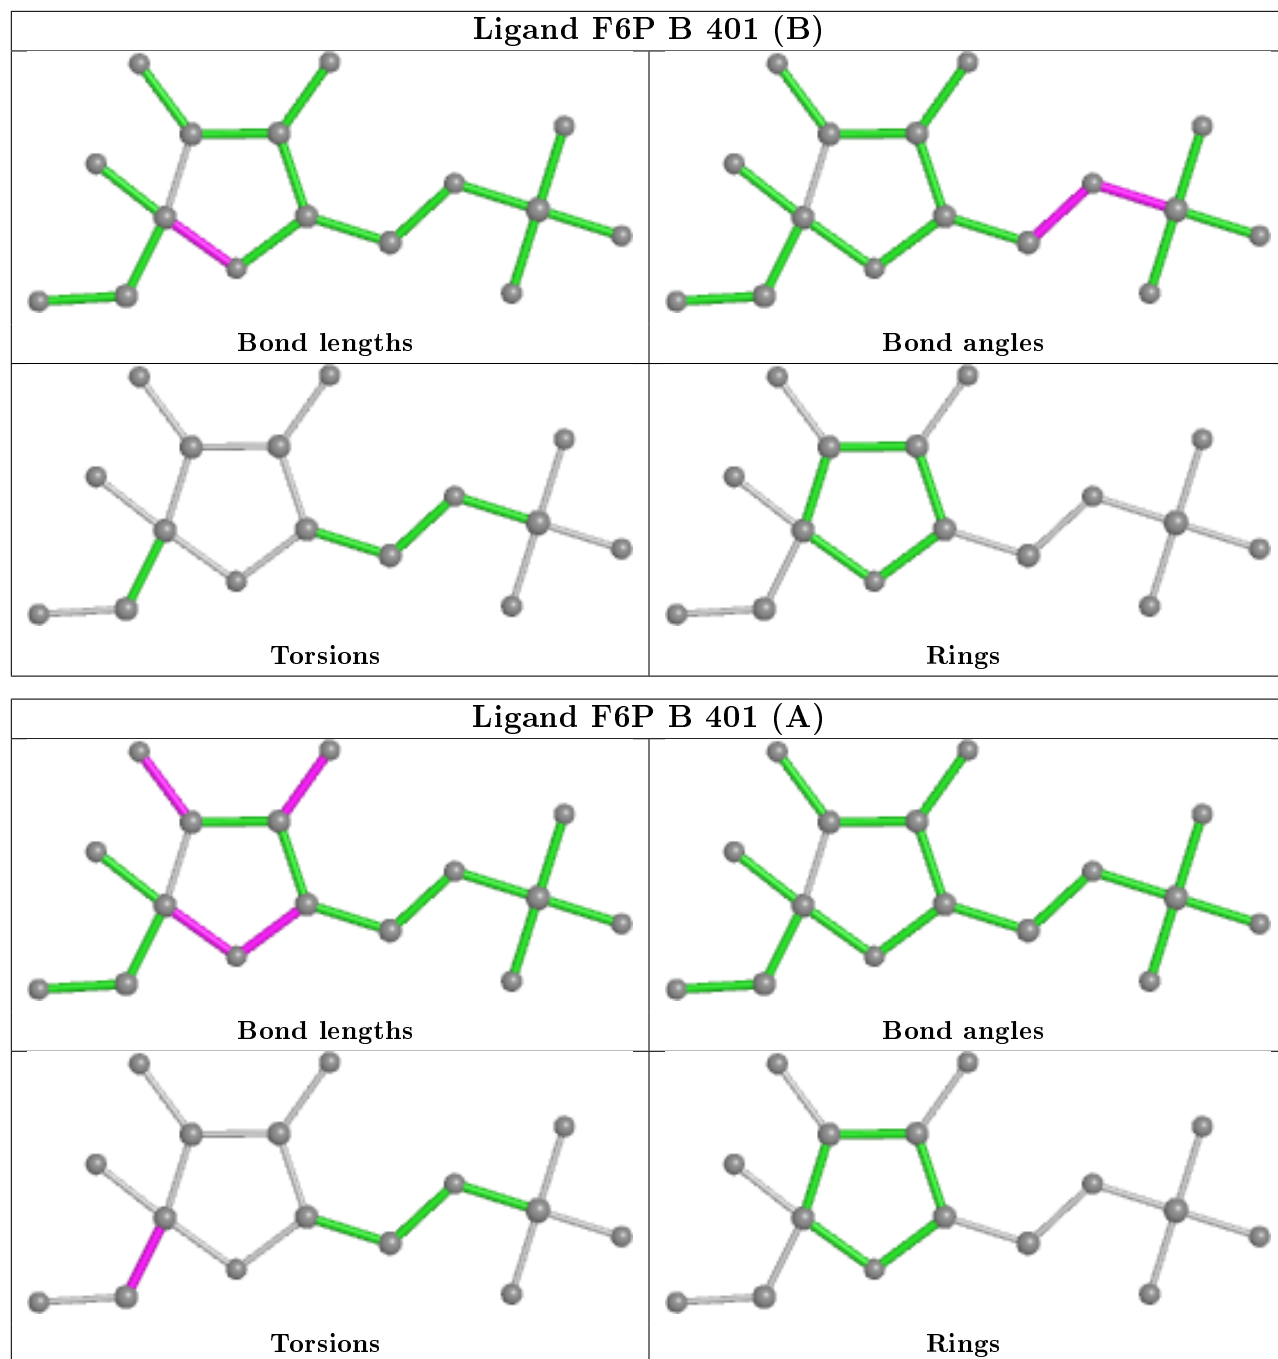 Ligand F6P B 401 (B)
Bond lengths
Bond angles
Torsions
Rings
Ligand F6P B 401 (A)
Bond lengths
Bond angles
Torsions
Rings